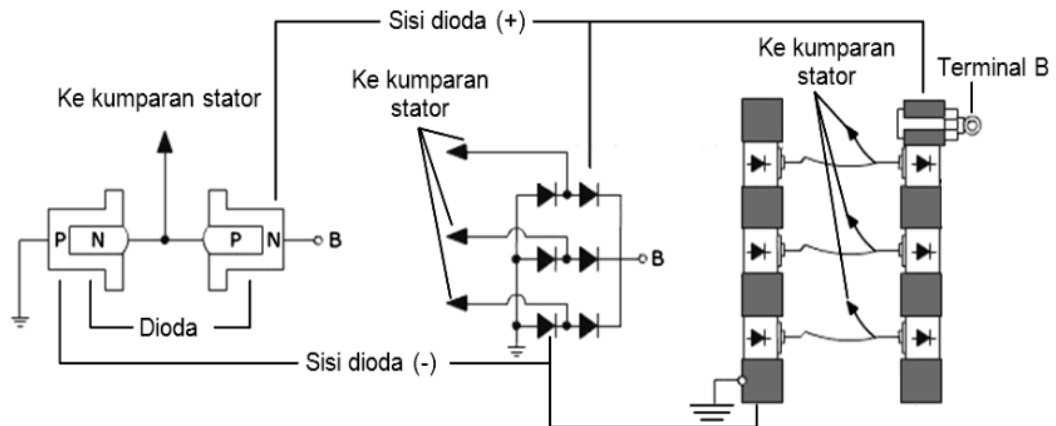 Sisi dioda (+)
Ke kumparan stator
Ke kumparan
stator
Ke kumparan
stator
Terminal B
P N
P N
B
B
Dioda
Sisi dioda (-)